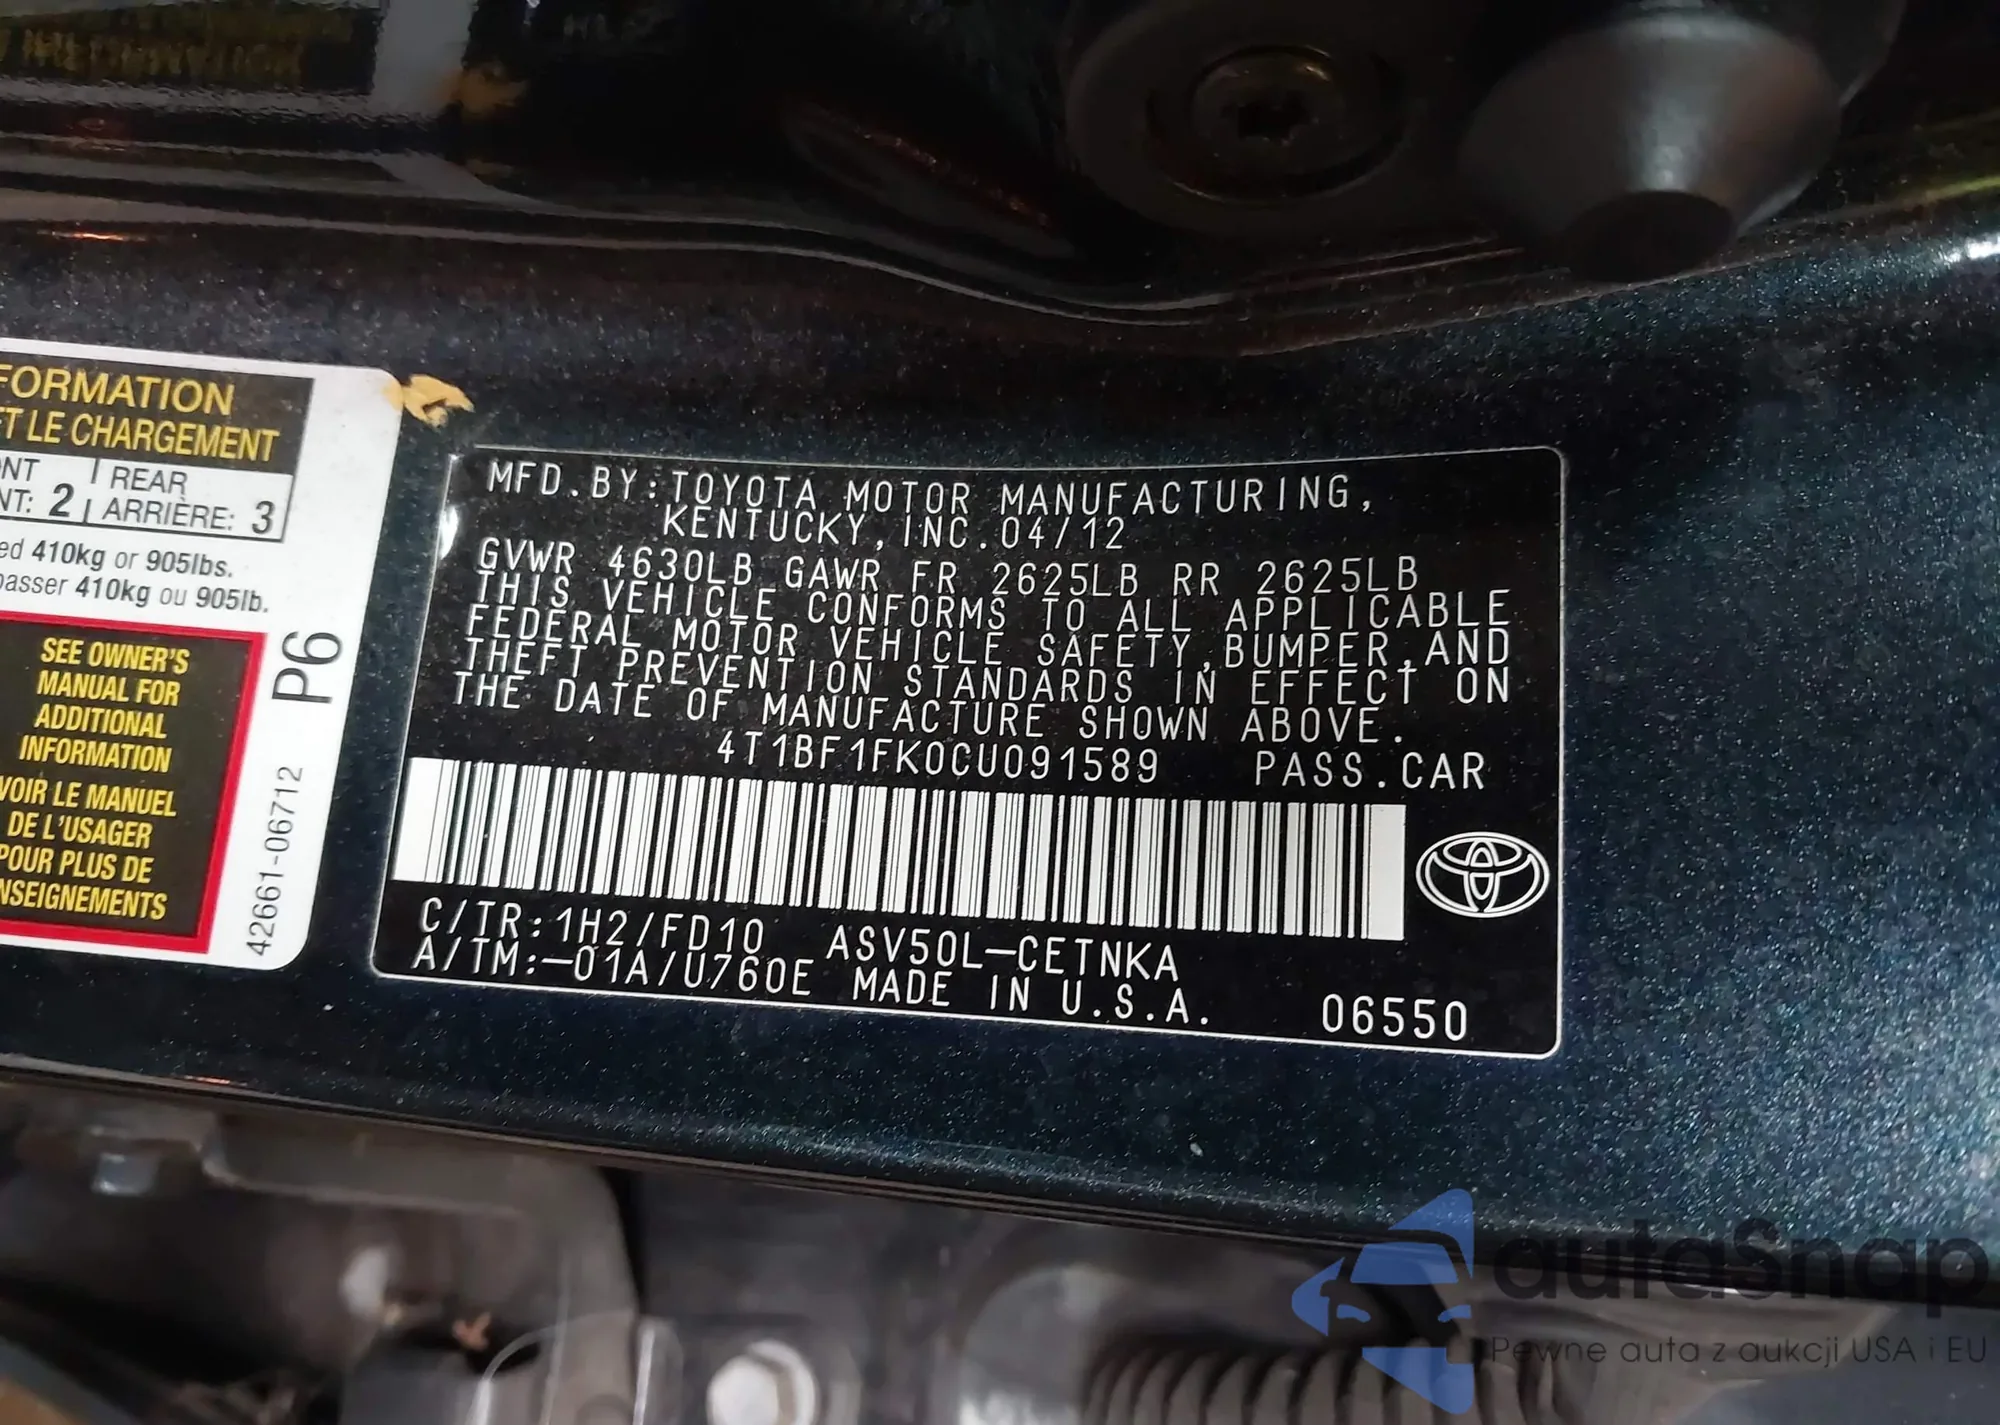 FORMATION
ET LE CHARGEMENT
REAR
2 ARRIÈRE: 3
410kg or 905lbs.
410kg ou 905lb.
SEE OWNER'S
MANUAL FOR
ADDITIONAL
INFORMATION
VOIR LE MANUEL
DE L'USAGER
POUR PLUS DE
NSEIGNEMENTS
P6
42661-06712
MFD.BY:TOYOTA MOTOR MANUFACTURING,
KENTUCKY,INC.04/12
GVWR 4630LB GAWR FR 2625LB RR 2625LB
THIS VEHICLE CONFORMS TO ALL APPLICABLE
FEDERAL MOTOR VEHICLE SAFETY,BUMPER,AND
THEFT PREVENTION STANDARDS IN EFFECT ON
THE DATE OF MANUFACTURE SHOWN ABOVE.
4T1BF1FK0CU091589 PASS.CAR
C/TR:1H2/FD10 ASV50L-CETNKA
A/TM:-01A/U760E MADE IN U.S.A. 06550
autaSnap
Pewne auta z aukcji USA i EU